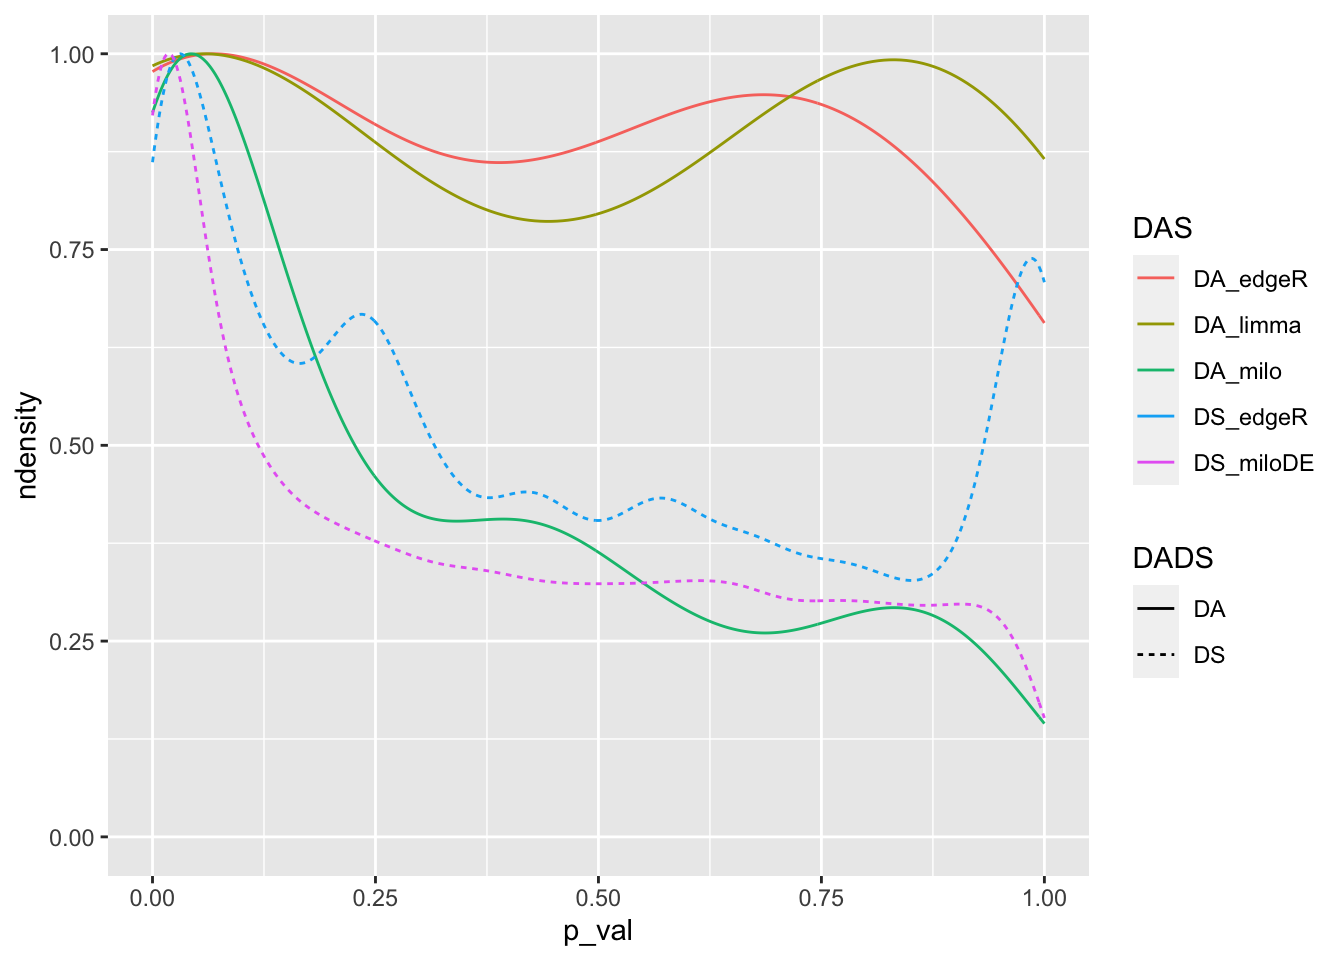 1.00
0.75
0.50
0.25
0.00
ndensity
0.00 0.25 0.50 0.75 1.00
p_val
DAS
DA_edgeR
DA_limma
DA_milo
DS_edgeR
DS_miloDE
DADS
DA
DS